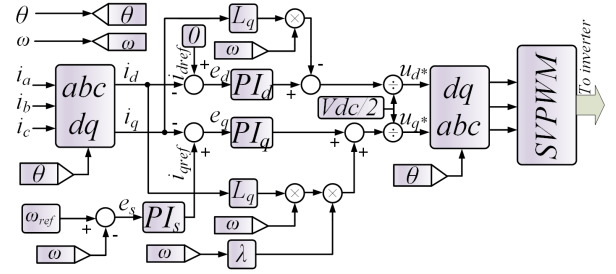 θ θ L_q × 0
ω ω ω i_dref
i_a i_d e_d PI_d u_d* To inverter
i_b abc dq Vdc/2 ÷ dq abc SVPWM
i_c i_q e_q PI_q ÷ u_q*
θ i_qref L_q × × θ
ω_ref e_s PI_s ω
ω ω λ
+ - + - + - + - + - + +